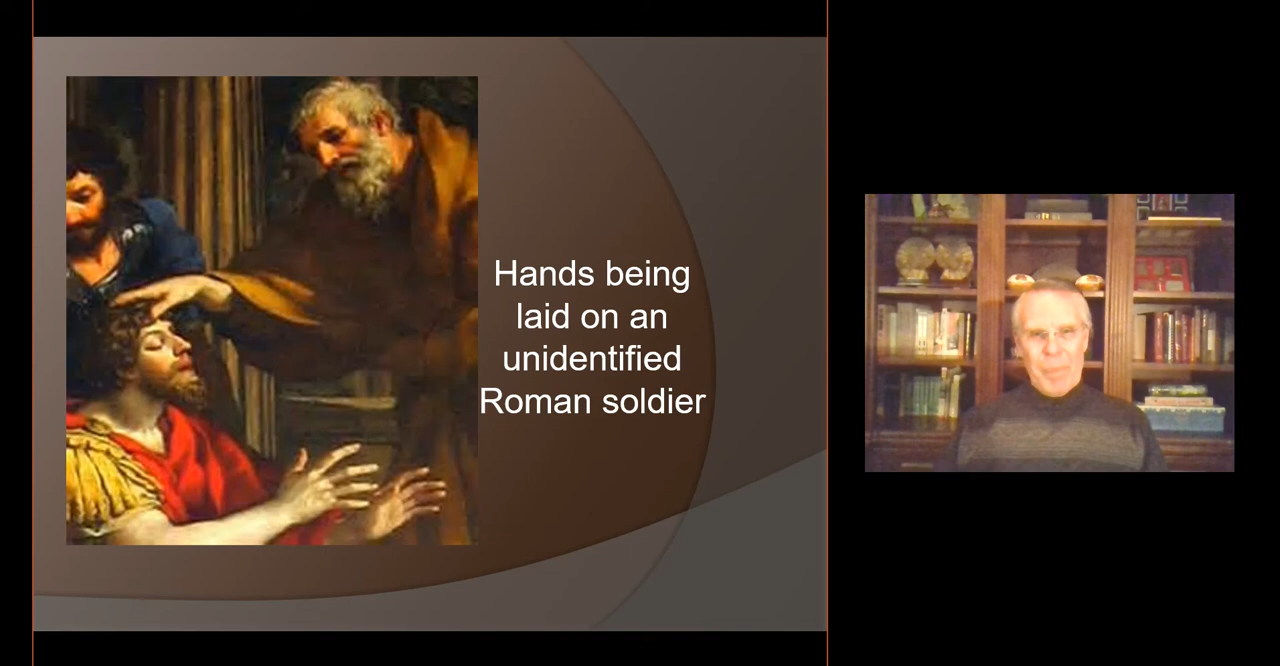 Hands being
laid on an
unidentified
Roman soldier